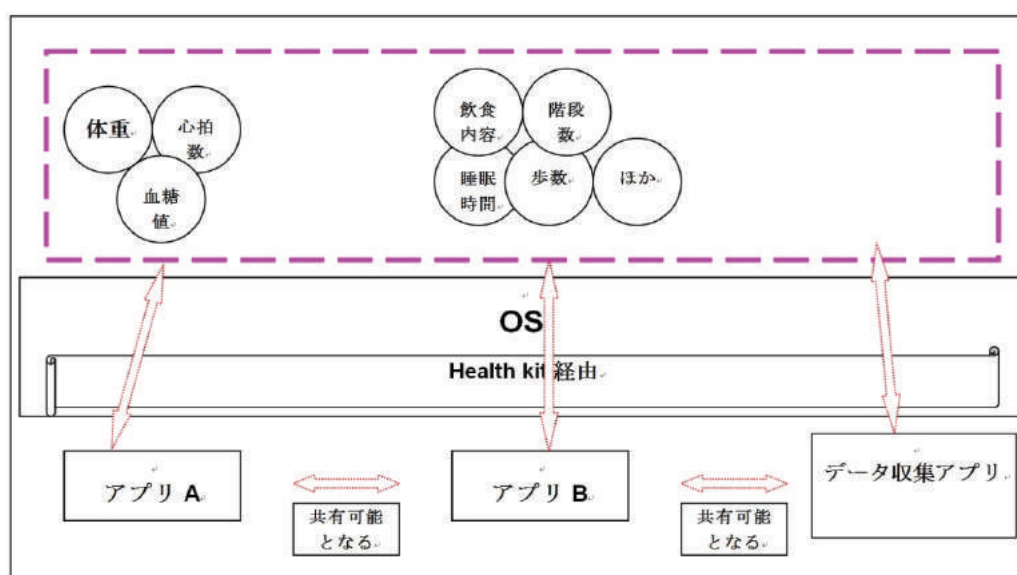 体重
心拍
数
血糖
値
飲食
内容
階段
数
睡眠
時間
歩数
ほか
OS
Health kit 経由
アプリ A
共有可能
となる
アプリ B
共有可能
となる
データ収集アプリ